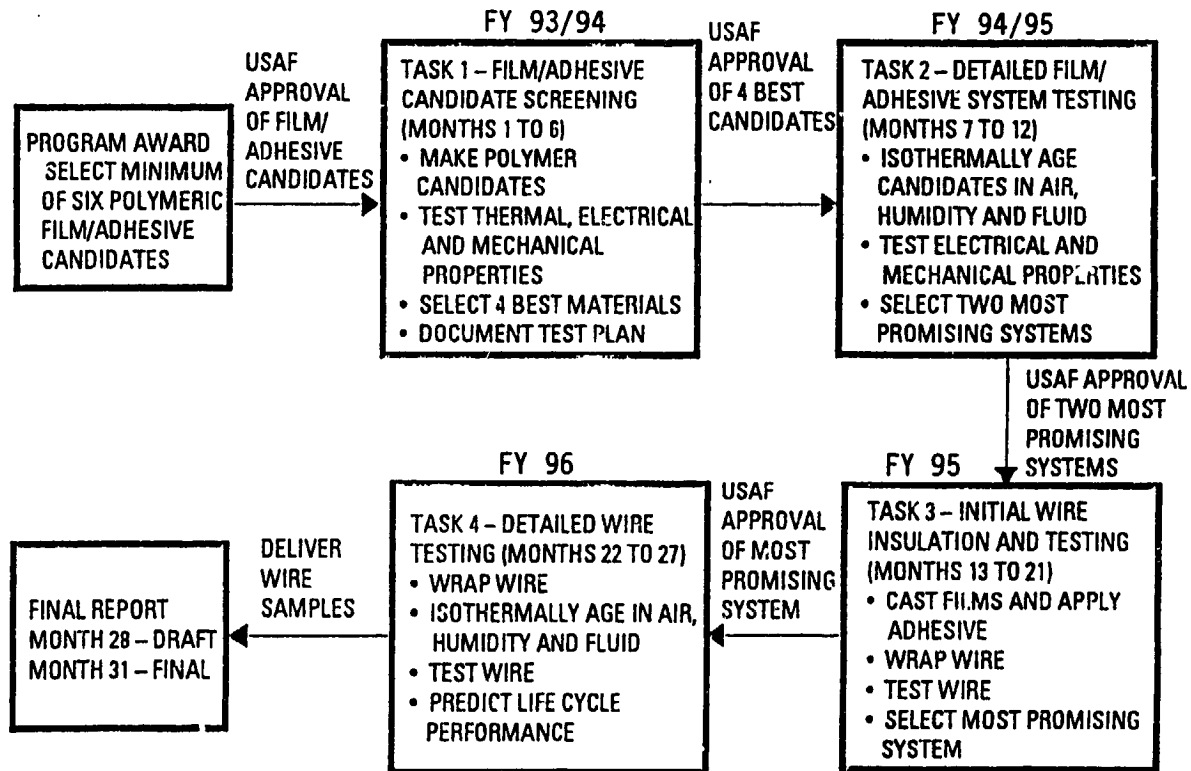 PROGRAM AWARD
SELECT MINIMUM
OF SIX POLYMERIC
FILM/ADHESIVE
CANDIDATES
USAF
APPROVAL
OF FILM/
ADHESIVE
CANDIDATES
FY 93/94
TASK 1 – FILM/ADHESIVE
CANDIDATE SCREENING
(MONTHS 1 TO 6)
• MAKE POLYMER
CANDIDATES
• TEST THERMAL, ELECTRICAL
AND MECHANICAL
PROPERTIES
• SELECT 4 BEST MATERIALS
• DOCUMENT TEST PLAN
USAF
APPROVAL
OF 4 BEST
CANDIDATES
FY 94/95
TASK 2 – DETAILED FILM/
ADHESIVE SYSTEM TESTING
(MONTHS 7 TO 12)
• ISOTHERMALLY AGE
CANDIDATES IN AIR,
HUMIDITY AND FLUID
• TEST ELECTRICAL AND
MECHANICAL PROPERTIES
• SELECT TWO MOST
PROMISING SYSTEMS
USAF APPROVAL
OF TWO MOST
PROMISING
SYSTEMS
FY 95
TASK 3 – INITIAL WIRE
INSULATION AND TESTING
(MONTHS 13 TO 21)
• CAST FILMS AND APPLY
ADHESIVE
• WRAP WIRE
• TEST WIRE
• SELECT MOST PROMISING
SYSTEM
USAF
APPROVAL
OF MOST
PROMISING
SYSTEM
FY 96
TASK 4 – DETAILED WIRE
TESTING (MONTHS 22 TO 27)
• WRAP WIRE
• ISOTHERMALLY AGE IN AIR,
HUMIDITY AND FLUID
• TEST WIRE
• PREDICT LIFE CYCLE
PERFORMANCE
DELIVER
WIRE
SAMPLES
FINAL REPORT
MONTH 28 – DRAFT
MONTH 31 – FINAL